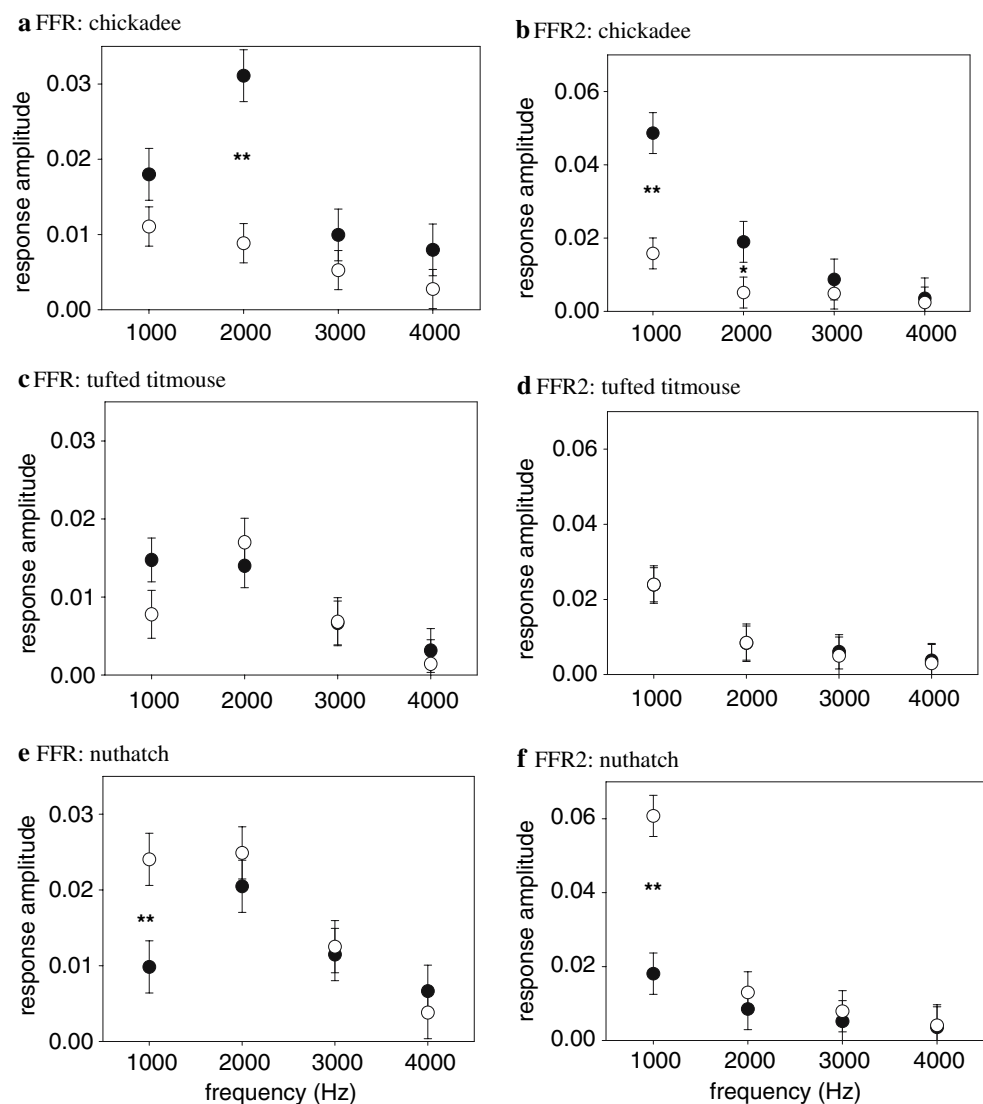 a FFR: chickadee
response amplitude
0.03
0.02
0.01
0.00
**
1000 2000 3000 4000
b FFR2: chickadee
response amplitude
0.06
0.04
0.02
0.00
**
*
1000 2000 3000 4000
c FFR: tufted titmouse
response amplitude
0.03
0.02
0.01
0.00
1000 2000 3000 4000
d FFR2: tufted titmouse
response amplitude
0.06
0.04
0.02
0.00
1000 2000 3000 4000
e FFR: nuthatch
response amplitude
0.03
0.02
0.01
0.00
**
1000 2000 3000 4000
frequency (Hz)
f FFR2: nuthatch
response amplitude
0.06
0.04
0.02
0.00
**
1000 2000 3000 4000
frequency (Hz)